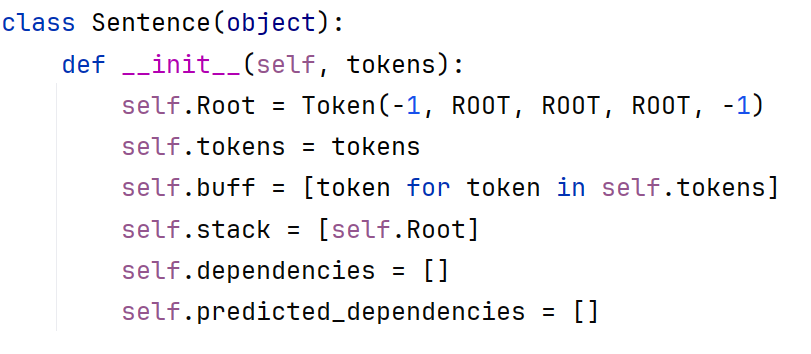 class Sentence(object):
    def __init__(self, tokens):
        self.Root = Token(-1, ROOT, ROOT, ROOT, -1)
        self.tokens = tokens
        self.buff = [token for token in self.tokens]
        self.stack = [self.Root]
        self.dependencies = []
        self.predicted_dependencies = []